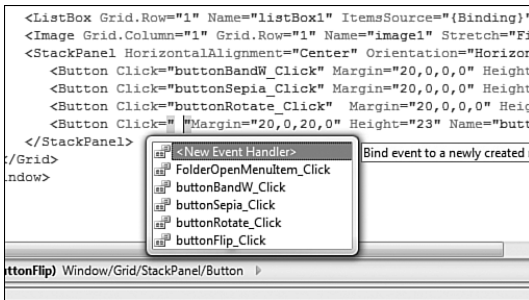 <ListBox Grid.Row="1" Name="listBox1" ItemsSource="{Binding}"
<Image Grid.Column="1" Grid.Row="1" Name="image1" Stretch="Fi
<StackPanel HorizontalAlignment="Center" Orientation="Horizon
<Button Click="buttonBandW_Click" Margin="20,0,0,0" Height
<Button Click="buttonSepia_Click" Margin="20,0,0,0" Height
<Button Click="buttonRotate_Click" Margin="20,0,0,0" Heig
<Button Click=" "Margin="20,0,20,0" Height="23" Name="butt
</StackPanel>
/Grid>
ndow>
<New Event Handler>
Bind event to a newly created
FolderOpenMenuItem_Click
buttonBandW_Click
buttonSepia_Click
buttonRotate_Click
buttonFlip_Click
ttonFlip) Window/Grid/StackPanel/Button